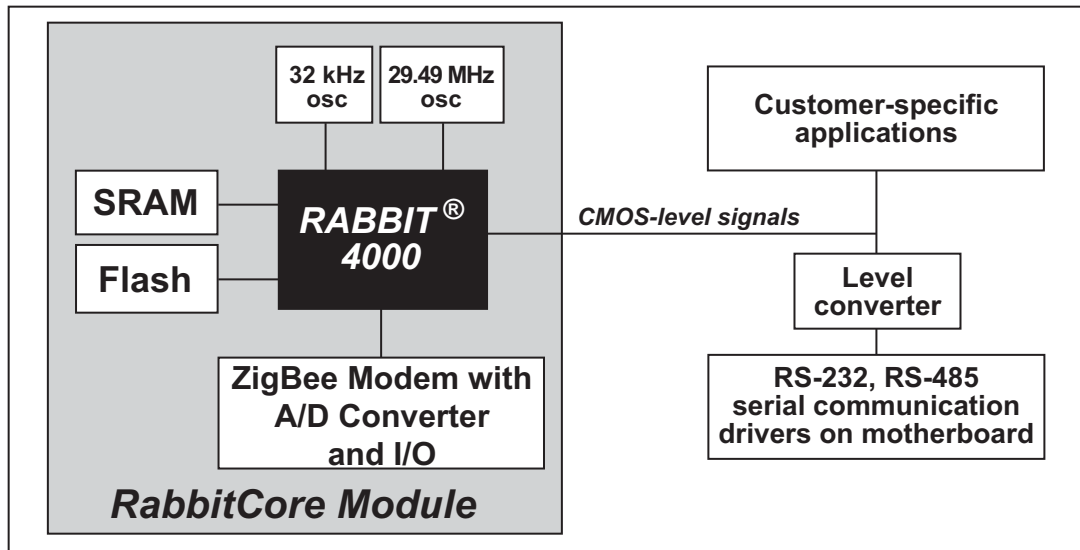 32 kHz
osc
29.49 MHz
osc
SRAM
Flash
RABBIT®
4000
ZigBee Modem with
A/D Converter
and I/O
RabbitCore Module
CMOS-level signals
Customer-specific
applications
Level
converter
RS-232, RS-485
serial communication
drivers on motherboard